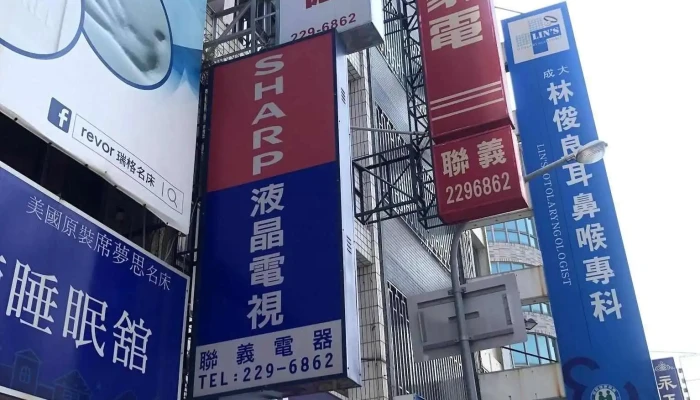 revor 瑞格名床
美國原裝席夢思名床
睡眠舘
229-6862
SHARP
液晶電視
聯義電器
TEL:229-6862
電
聯義
2296862
LIN'S
成大
林俊良耳鼻喉專科
LIN'S OTOLARYNGOLOGIST